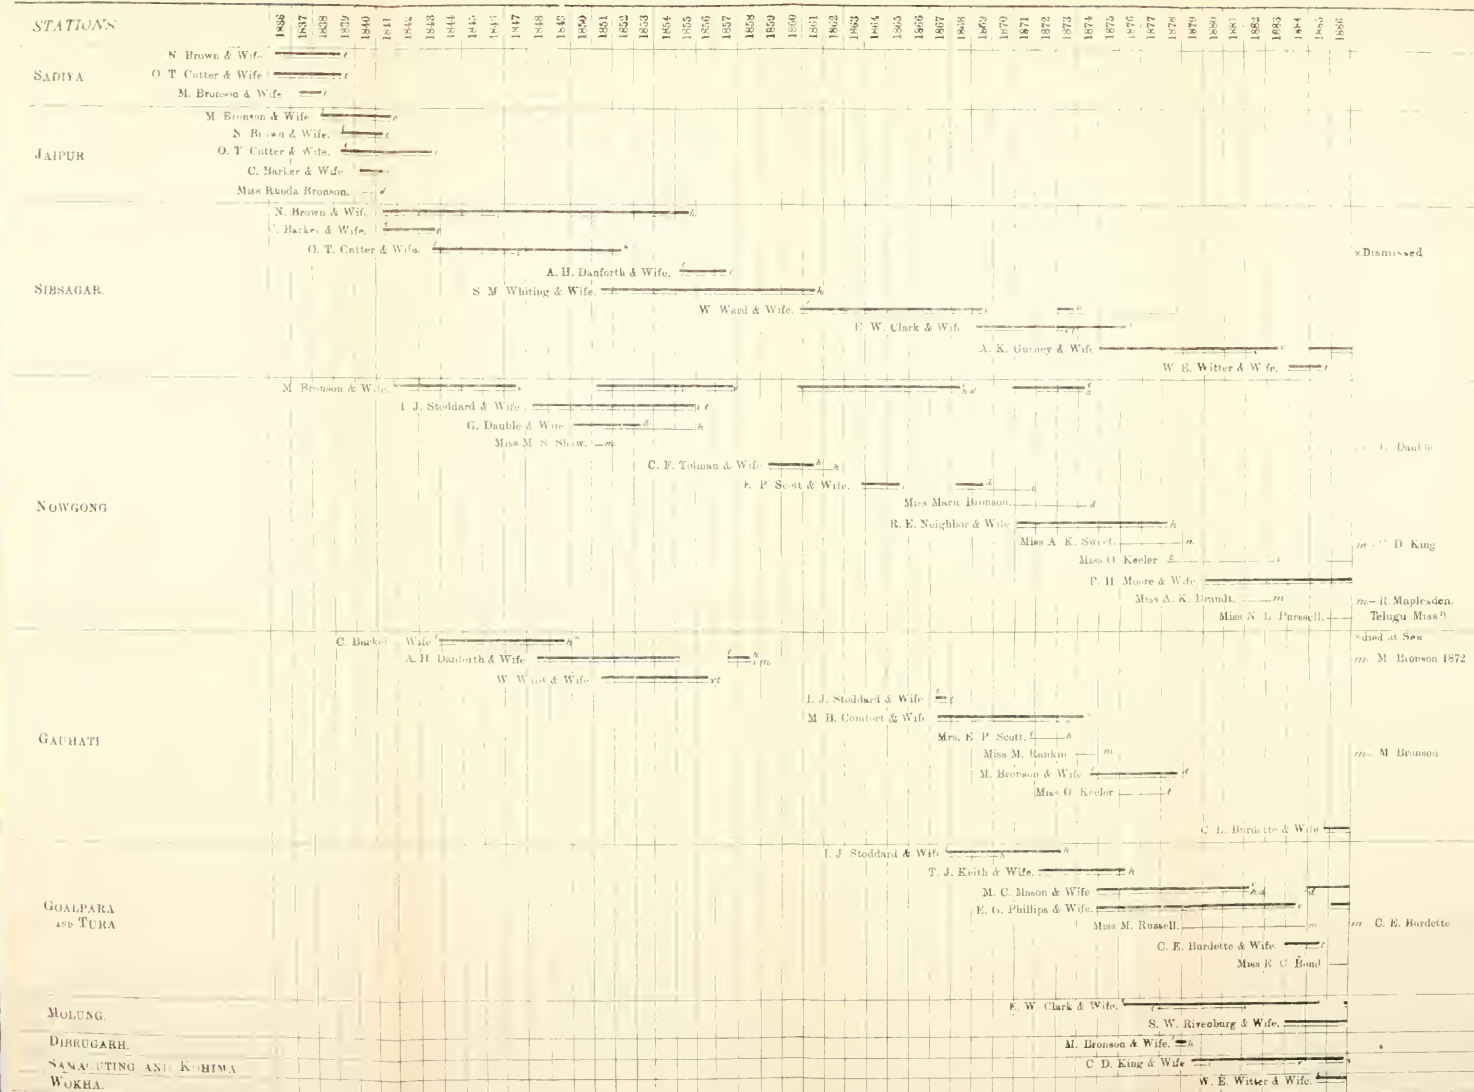 STATIONS 1836 1837 1838 1839 1840 1841 1842 1843 1844 1845 1846 1847 1848 1849 1850 1851 1852 1853 1854 1855 1856 1857 1858 1859 1860 1861 1862 1863 1864 1865 1866 1867 1868 1869 1870 1871 1872 1873 1874 1875 1876 1877 1878 1879 1880 1881 1882 1883 1884 1885 1886
N Brown & Wife t
SADIYA O T Cutter & Wife t
M. Bronson & Wife t
M Bronson & Wife
N Brown & Wife. t
JAIPUR O. T Cutter & Wife. t
C. Barker & Wife
Miss Rhoda Bronson. d
N. Brown & Wife h
Barker & Wife.
O. T. Cutter & Wife. × Dismissed
A. H. Danforth & Wife. t
SIBSAGAR. S M Whiting & Wife. h
W Ward & Wife.
E W. Clark & Wife
A. K. Gurney & Wife v
W E. Witter & Wife. t
M Bronson & Wife. h d
I J. Stoddard & Wife t
G. Dauble & Wife d h
Miss M S Shaw. m G Dauble
C. F. Tolman & Wife h h
E. P Scott & Wife. d
NOWGONG Miss Marie Bronson. d
R. E. Neighbor & Wife h
Miss A K. Sweet. m m - C D King
Miss O Keeler t
P. H Moore & Wife
Miss A. K. Brandt. m m- R. Maplesden.
Miss N L Purssell. Telugu Missⁿ
C. Barker Wife h × × died at Sea
A. H Danforth & Wife h m m- M Bronson 1872
W Ward & Wife rt
I. J. Stoddard & Wife t
M B. Comfort & Wife
Mrs. E P Scott. h
GAUHATI Miss M. Rankin m m- M Bronson
M. Bronson & Wife t
Miss O Keeler t
C E. Burdette & Wife
I. J Stoddard & Wife h
T. J. Keith & Wife. h
M. C. Mason & Wife h d d
GOALPARA E. G. Phillips & Wife. v
AND TURA Miss M. Russell. m m C. E. Burdette
C. E. Burdette & Wife. t
Miss E C Bond
MOLUNG. E. W Clark & Wife.
S. W. Rivenburg & Wife.
DIBRUGARH. M. Bronson & Wife. h
SAMAGUTING AND KOHIMA C D. King & Wife
WOKHA. W. E. Witter & Wife.